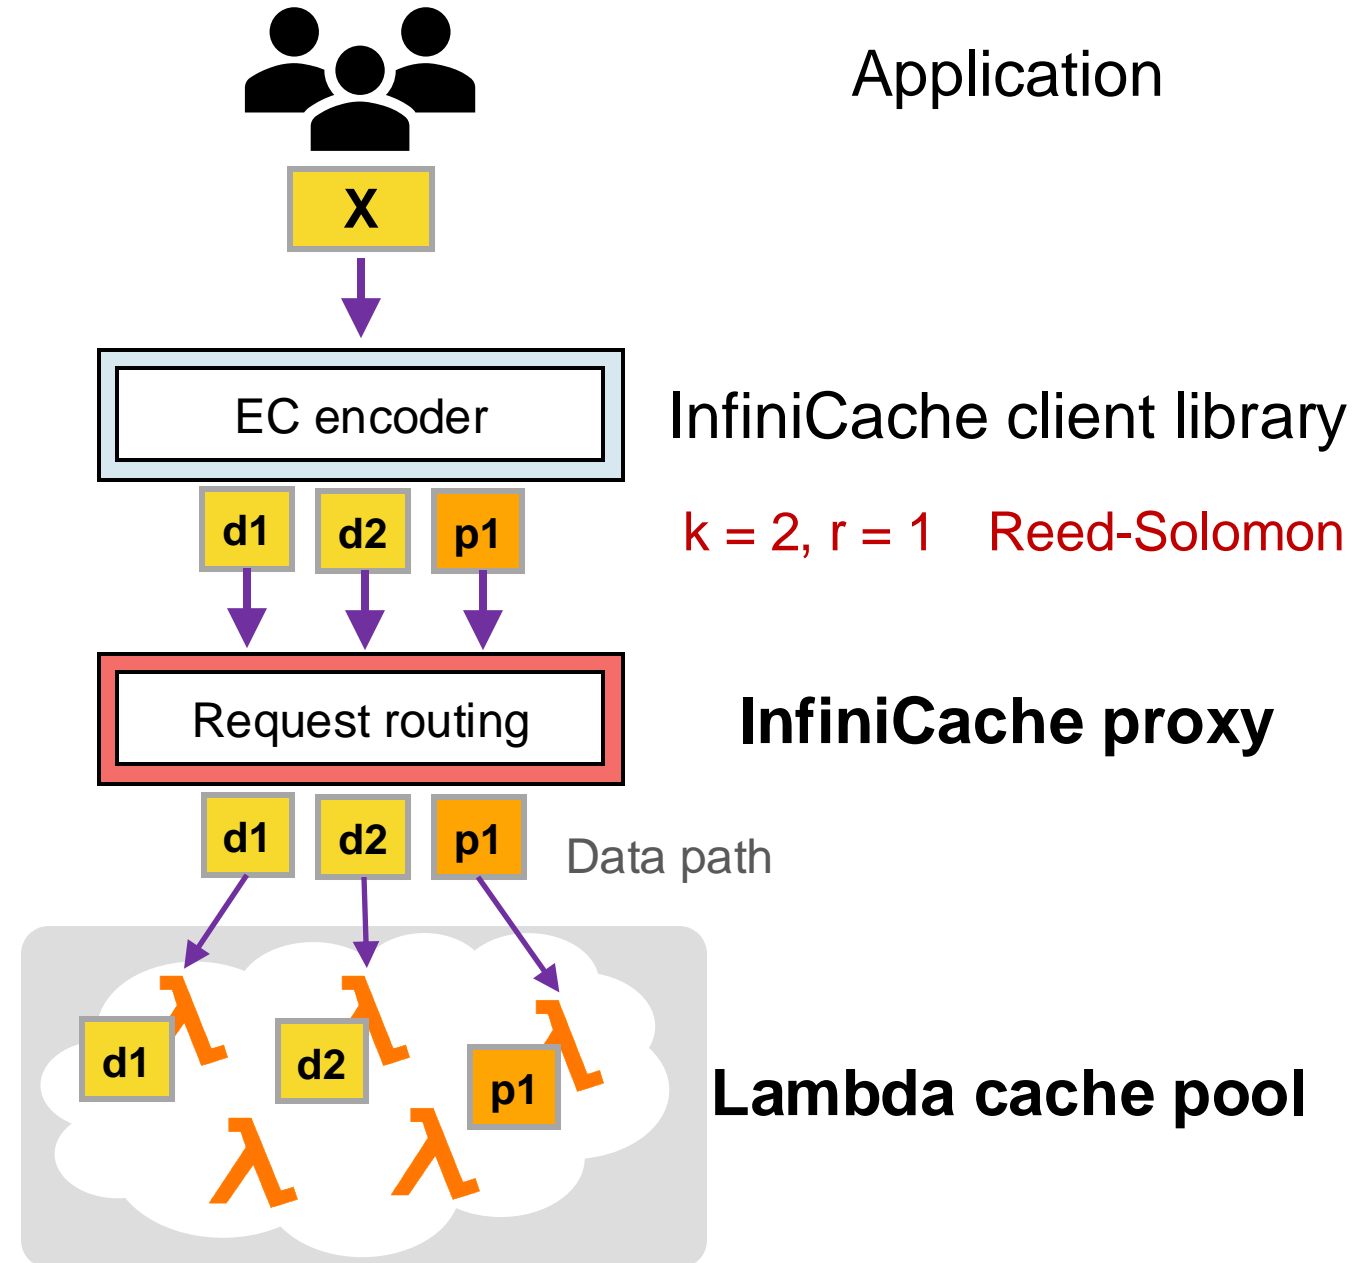 Application
X
EC encoder
InfiniCache client library
d1 d2 p1
k = 2, r = 1 Reed-Solomon
Request routing
InfiniCache proxy
d1 d2 p1
Data path
λ λ λ
d1 d2 p1
Lambda cache pool
λ λ